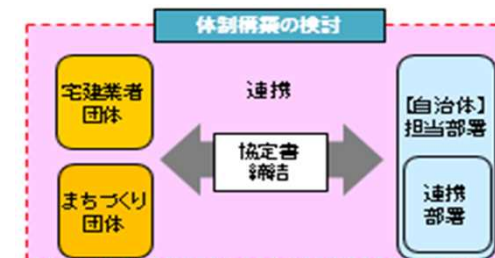 体制構築の検討
宅建業者
団体
連携
【自治体】
担当部署
協定書
締結
まちづくり
団体
連携
部署